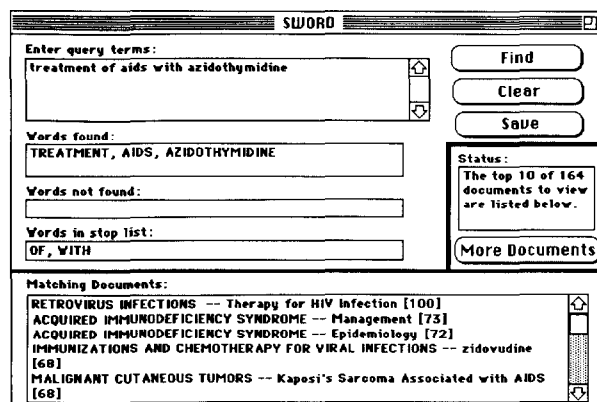 SWORD
Enter query terms:
treatment of aids with azidothymidine
Find
Clear
Save
Words found:
TREATMENT, AIDS, AZIDOTHYMIDINE
Words not found:
Words in stop list:
OF, WITH
Status:
The top 10 of 164
documents to view
are listed below.
More Documents
Matching Documents:
RETROVIRUS INFECTIONS -- Therapy for HIV Infection [100]
ACQUIRED IMMUNODEFICIENCY SYNDROME -- Management [73]
ACQUIRED IMMUNODEFICIENCY SYNDROME -- Epidemiology [72]
IMMUNIZATIONS AND CHEMOTHERAPY FOR VIRAL INFECTIONS -- zidovudine
[68]
MALIGNANT CUTANEOUS TUMORS -- Kaposi's Sarcoma Associated with AIDS
[68]